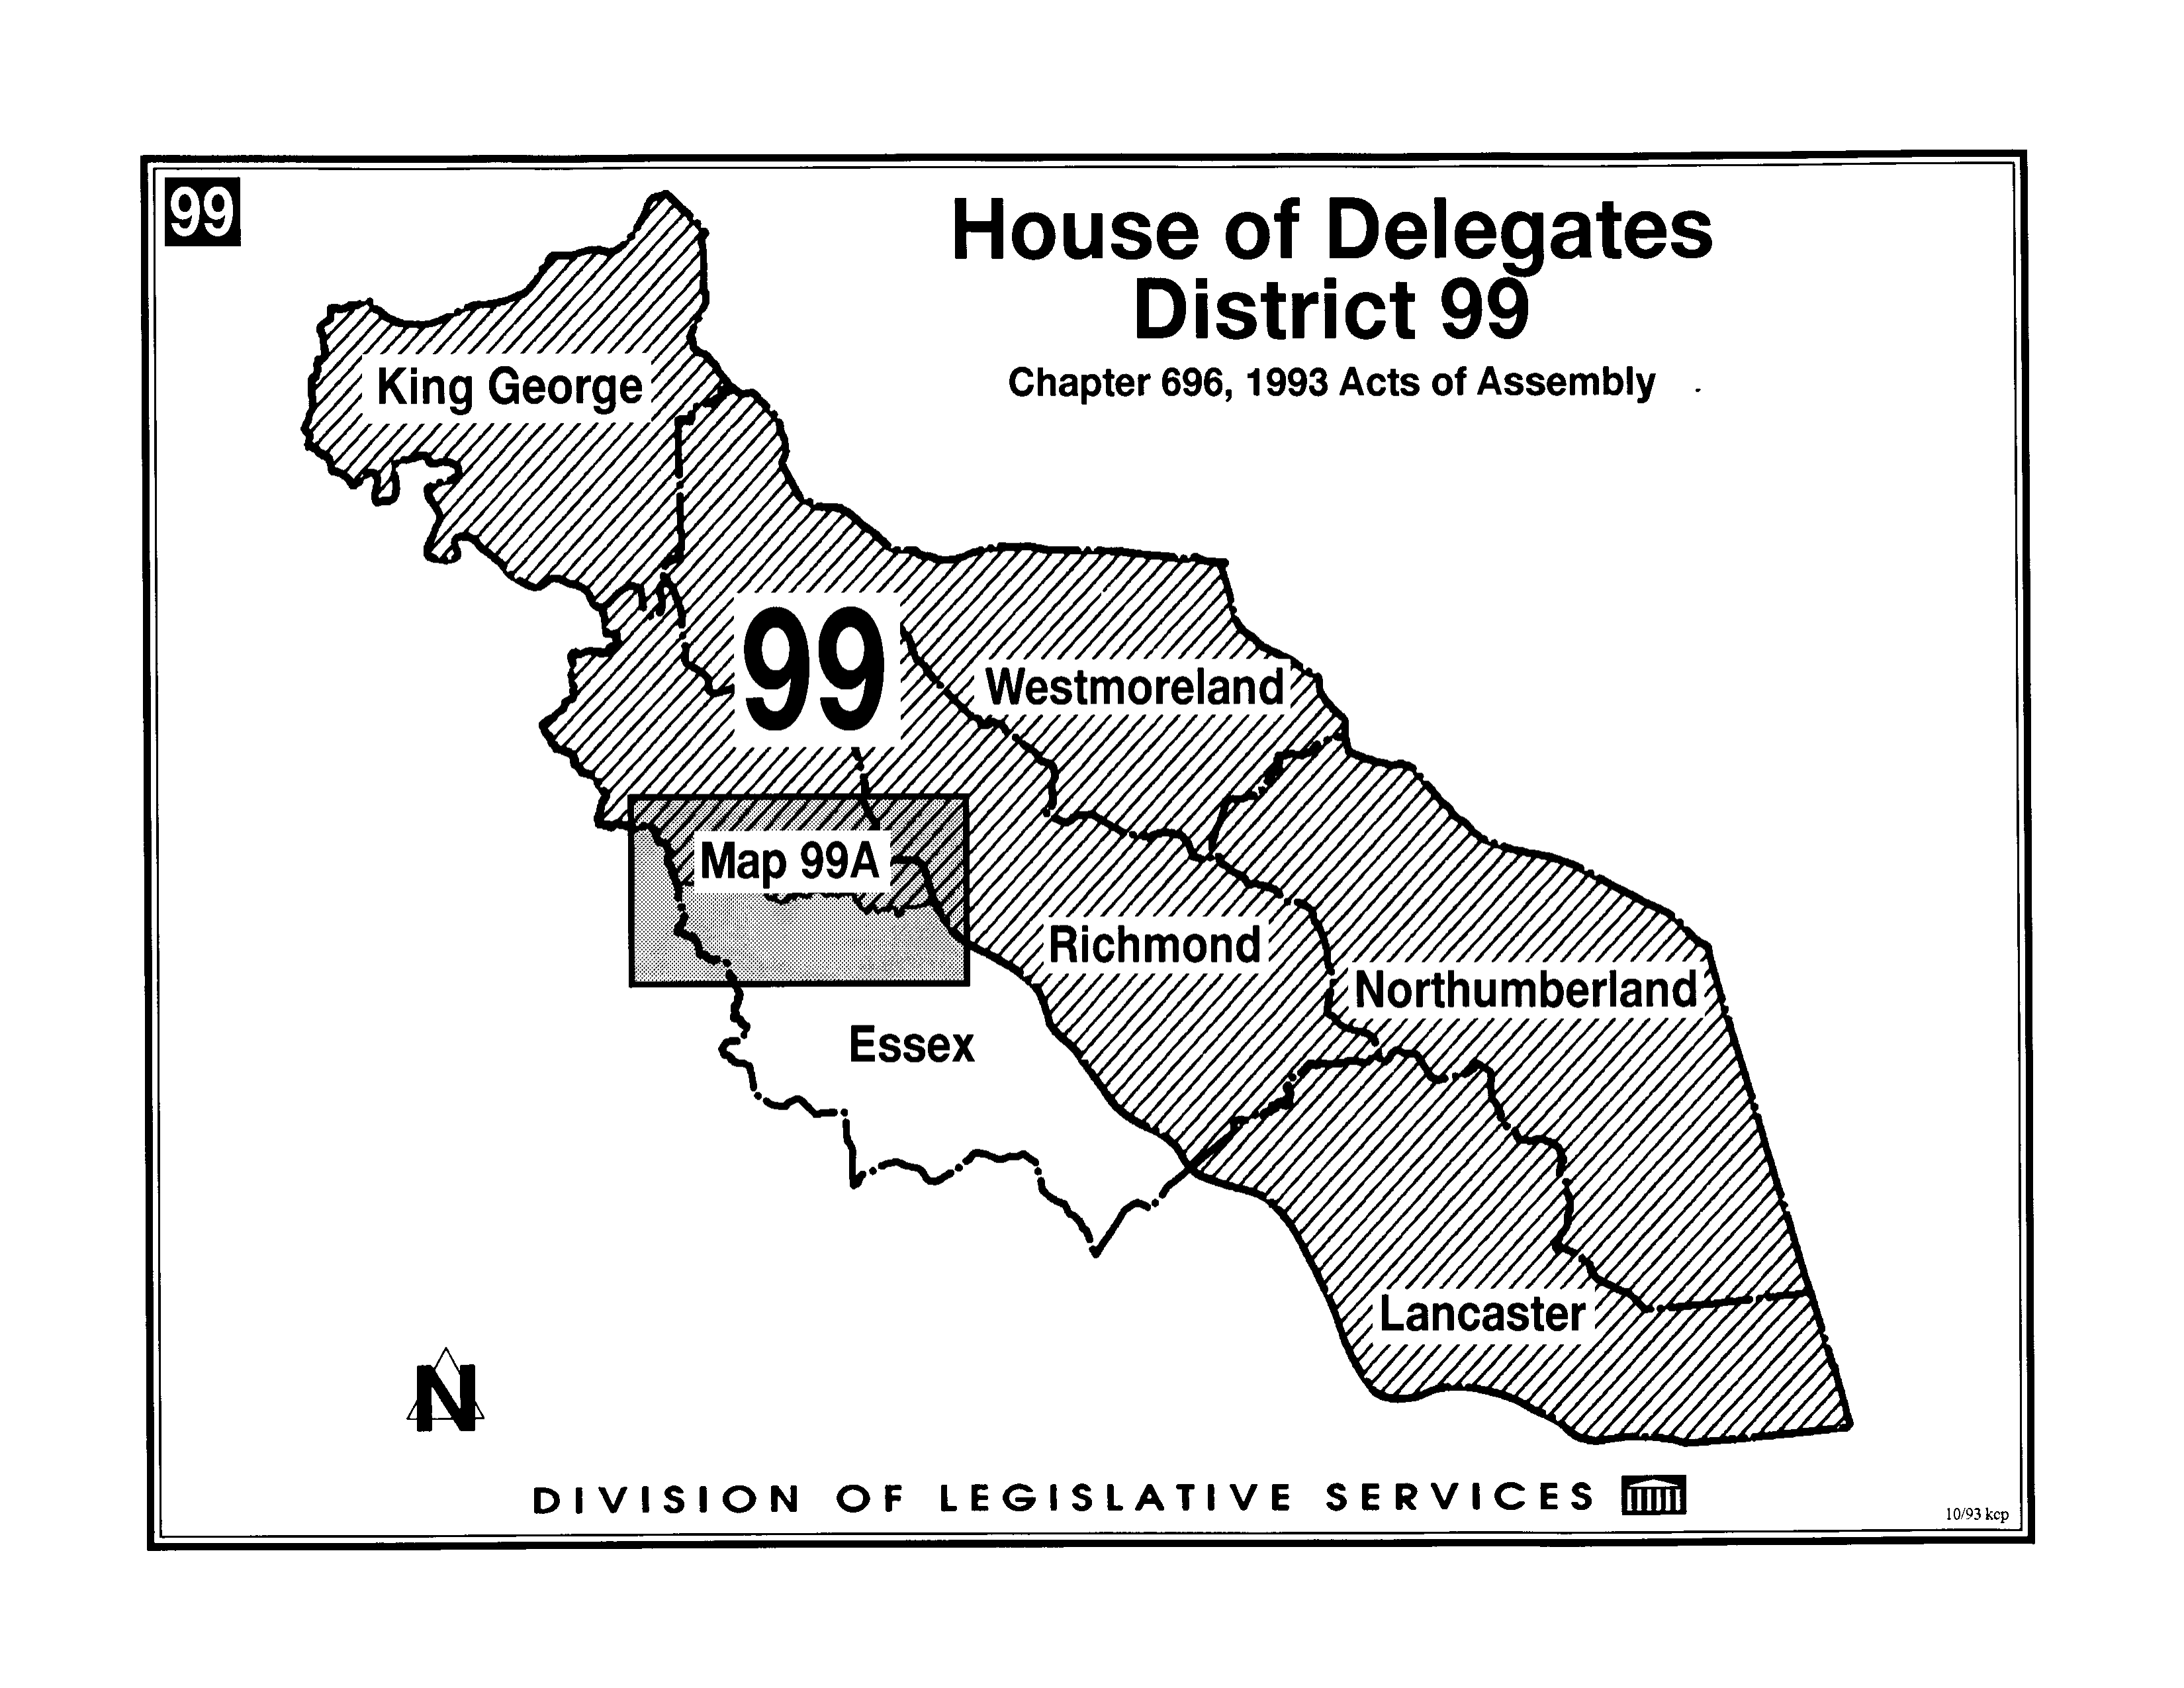 99
House of Delegates
District 99
Chapter 696, 1993 Acts of Assembly
King George
99
Westmoreland
Map 99A
Richmond
Northumberland
Essex
Lancaster
N
DIVISION OF LEGISLATIVE SERVICES
10/93 kcp